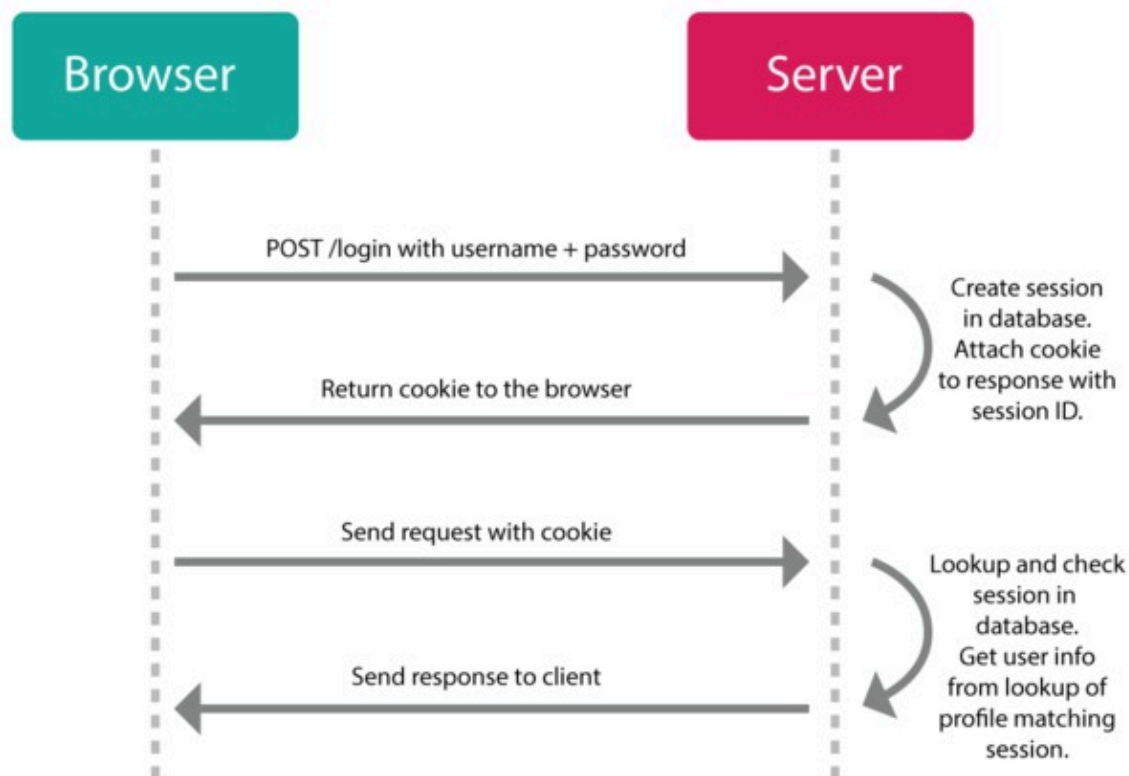 Browser
Server
POST /login with username + password
Create session
in database.
Attach cookie
to response with
session ID.
Return cookie to the browser
Send request with cookie
Lookup and check
session in
database.
Get user info
from lookup of
profile matching
session.
Send response to client